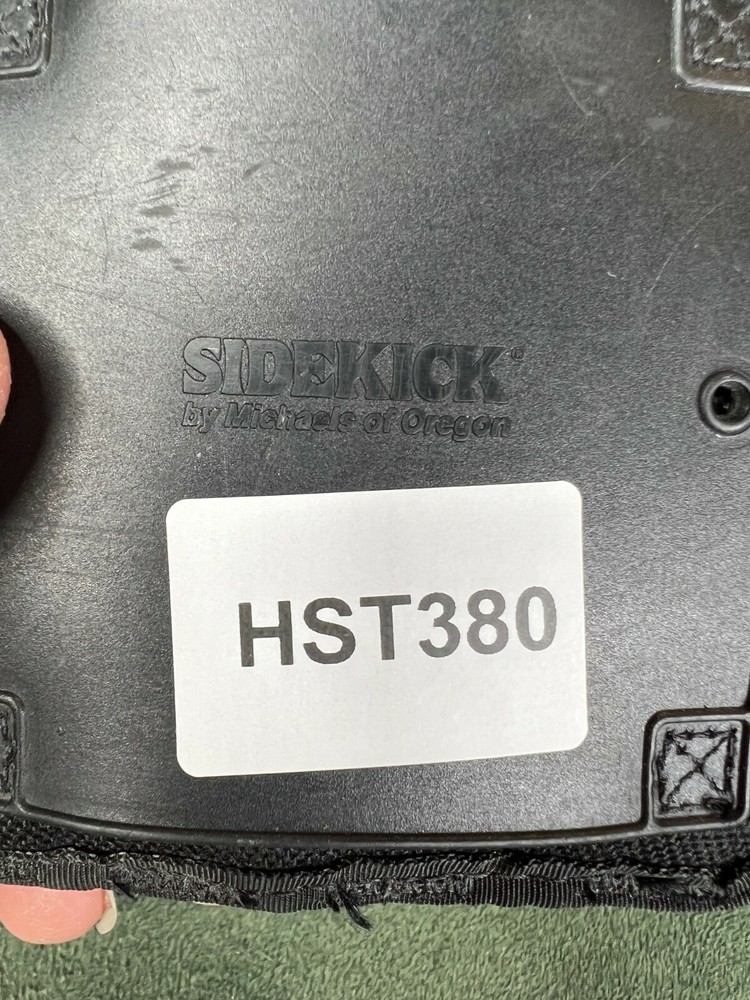 SIDEKICK®
by Michaels of Oregon
HST380